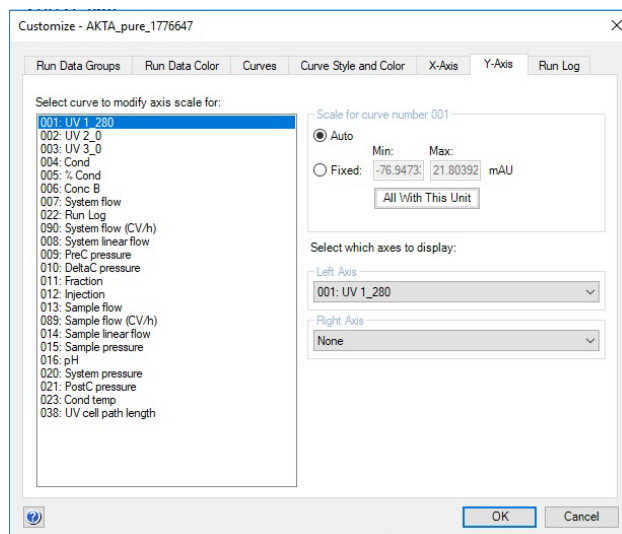 Customize - AKTA_pure_1776647
Run Data Groups
Run Data Color
Curves
Curve Style and Color
X-Axis
Y-Axis
Run Log
Select curve to modify axis scale for:
001: UV 1_280
002: UV 2_0
003: UV 3_0
004: Cond
005: % Cond
006: Conc B
007: System flow
022: Run Log
090: System flow (CV/h)
008: System linear flow
009: PreC pressure
010: DeltaC pressure
011: Fraction
012: Injection
013: Sample flow
089: Sample flow (CV/h)
014: Sample linear flow
015: Sample pressure
016: pH
020: System pressure
021: PostC pressure
023: Cond temp
038: UV cell path length
Scale for curve number 001
Auto
Min: Max:
Fixed: 21.80392 mAU
All With This Unit
Select which axes to display:
Left Axis
001: UV 1_280
Right Axis
None
OK
Cancel